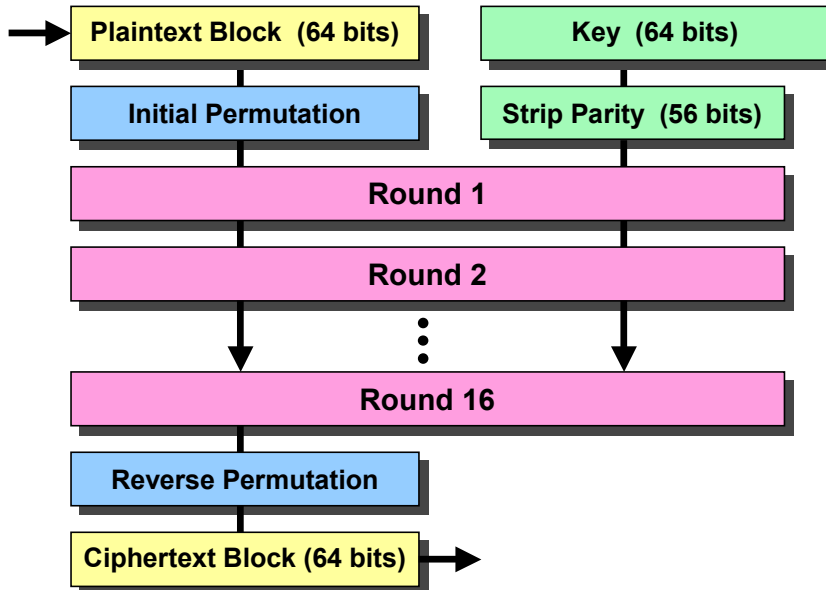 Plaintext Block (64 bits)
Key (64 bits)
Initial Permutation
Strip Parity (56 bits)
Round 1
Round 2
Round 16
Reverse Permutation
Ciphertext Block (64 bits)